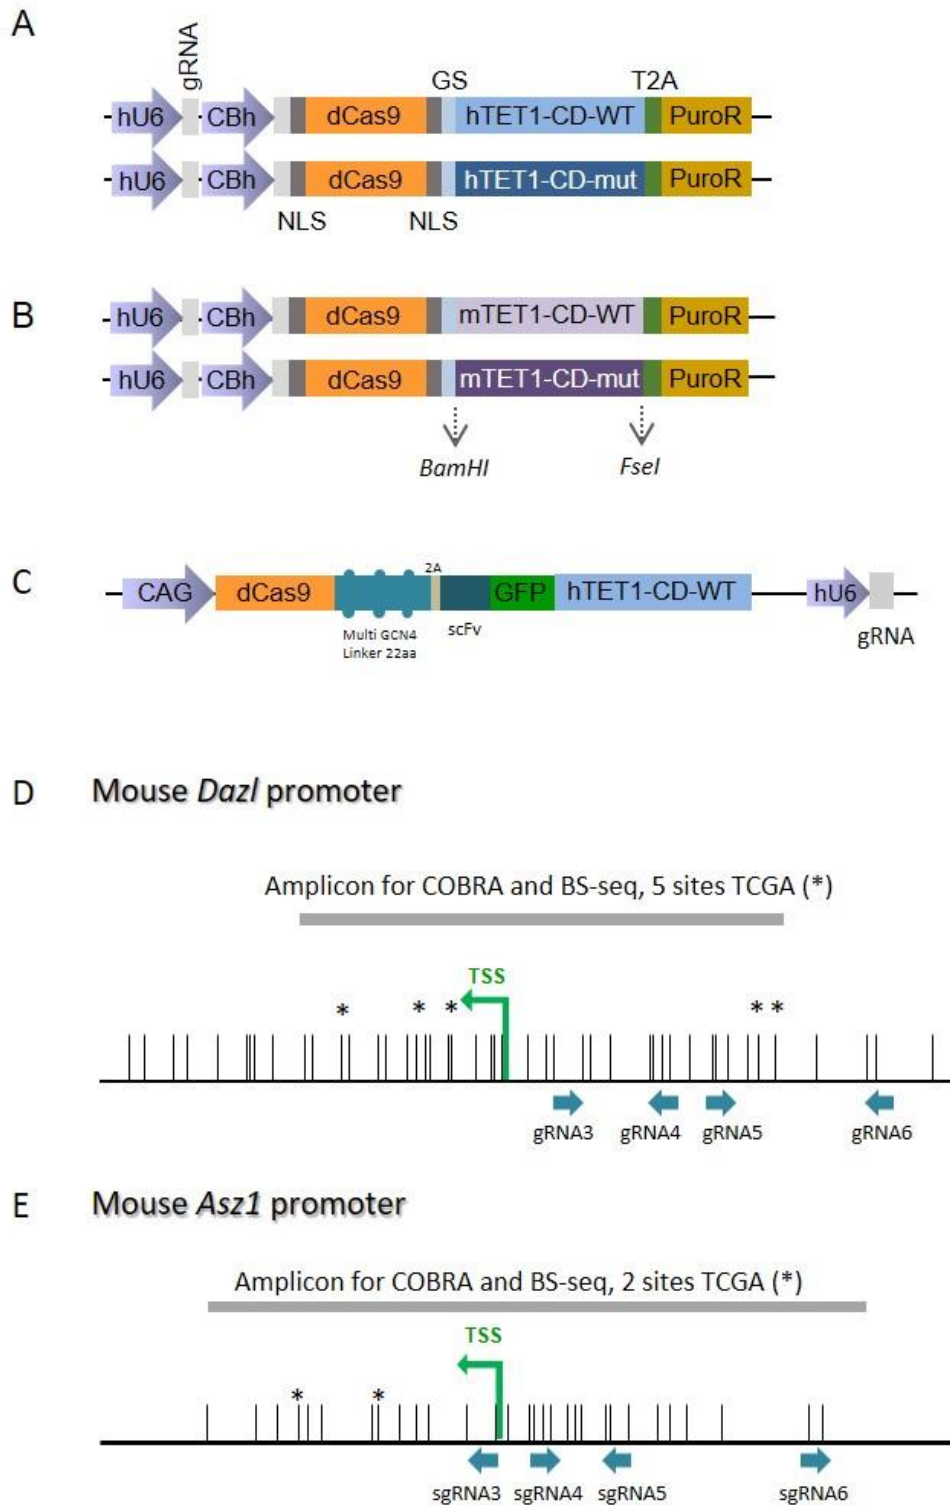 A
gRNA
GS
T2A
hU6
CBh
dCas9
hTET1-CD-WT
PuroR
hU6
CBh
dCas9
hTET1-CD-mut
PuroR
NLS
NLS
B
hU6
CBh
dCas9
mTET1-CD-WT
PuroR
hU6
CBh
dCas9
mTET1-CD-mut
PuroR
BamHI
FseI
C
2A
CAG
dCas9
GFP
hTET1-CD-WT
hU6
Multi GCN4
Linker 22aa
scFv
gRNA
D
Mouse Dazl promoter
Amplicon for COBRA and BS-seq, 5 sites TCGA (*)
TSS
* * * * *
gRNA3
gRNA4
gRNA5
gRNA6
E
Mouse Asz1 promoter
Amplicon for COBRA and BS-seq, 2 sites TCGA (*)
TSS
* *
sgRNA3
sgRNA4
sgRNA5
sgRNA6